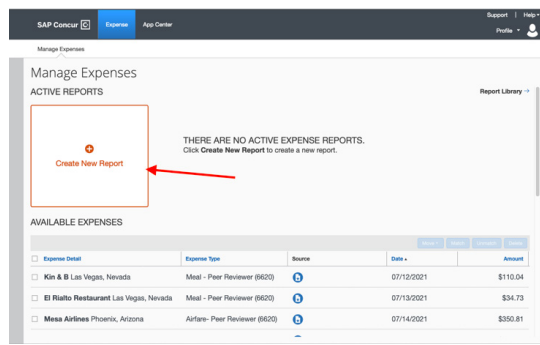 Support | Help
SAP Concur C Expense App Center
Profile
Manage Expenses
Manage Expenses
ACTIVE REPORTS
Report Library →
THERE ARE NO ACTIVE EXPENSE REPORTS.
Click Create New Report to create a new report.
Create New Report
AVAILABLE EXPENSES
Move Match Unmatch Delete
Expense Detail Expense Type Source Date Amount
Kin & B Las Vegas, Nevada Meal - Peer Reviewer (6620) 07/12/2021 $110.04
El Rialto Restaurant Las Vegas, Nevada Meal - Peer Reviewer (6620) 07/13/2021 $34.73
Mesa Airlines Phoenix, Arizona Airfare- Peer Reviewer (6620) 07/14/2021 $350.81